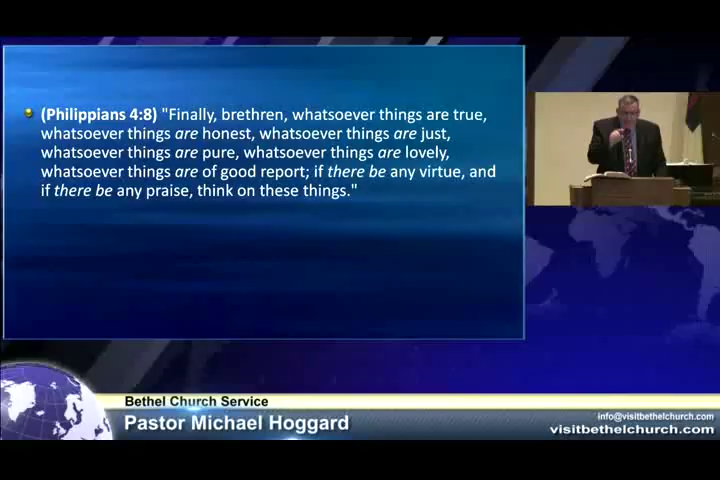 (Philippians 4:8) "Finally, brethren, whatsoever things are true,
whatsoever things are honest, whatsoever things are just,
whatsoever things are pure, whatsoever things are lovely,
whatsoever things are of good report; if there be any virtue, and
if there be any praise, think on these things."
Bethel Church Service
Pastor Michael Hoggard
info@visitbethelchurch.com
visitbethelchurch.com